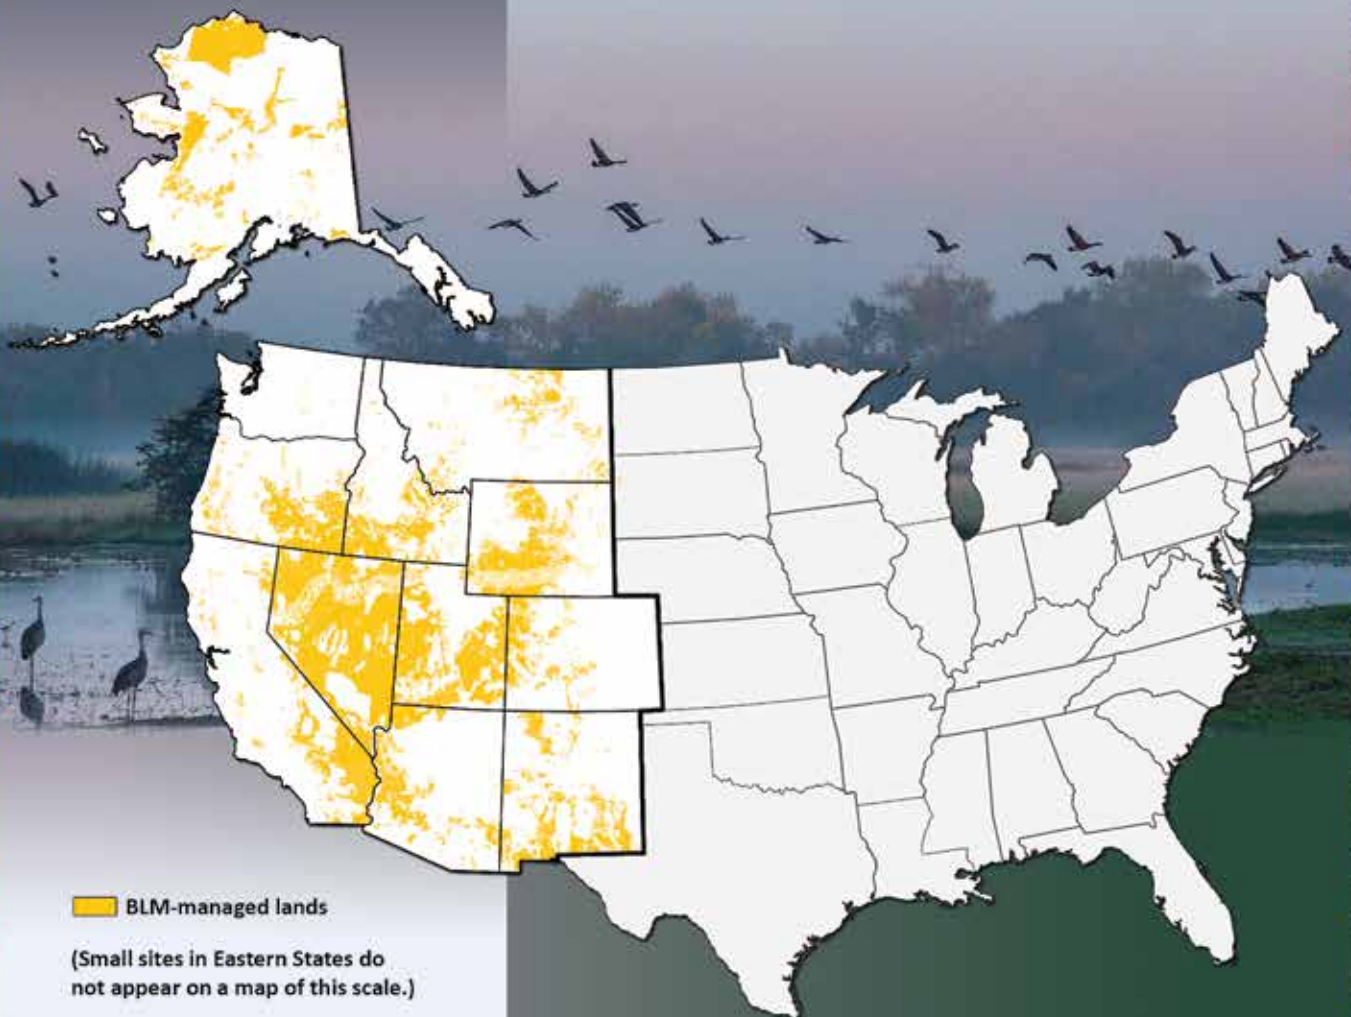 BLM-managed lands
(Small sites in Eastern States do
not appear on a map of this scale.)